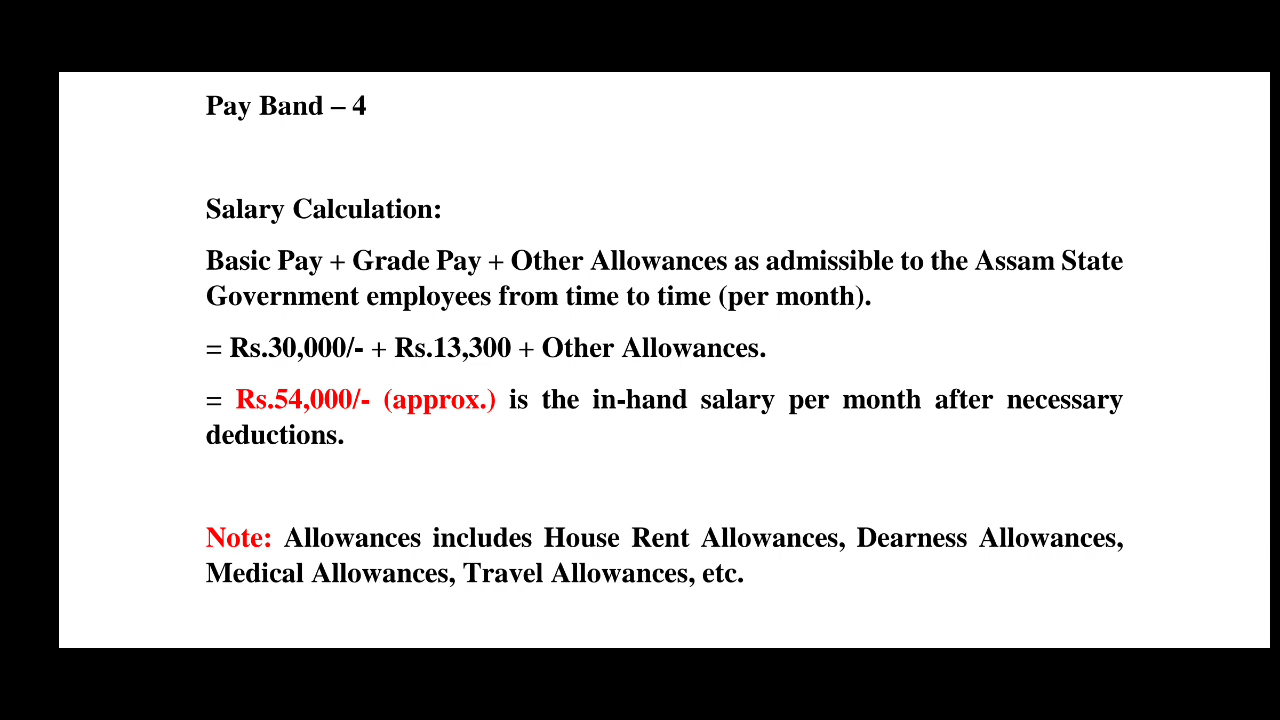 Pay Band – 4
Salary Calculation:
Basic Pay + Grade Pay + Other Allowances as admissible to the Assam State
Government employees from time to time (per month).
= Rs.30,000/- + Rs.13,300 + Other Allowances.
= Rs.54,000/- (approx.) is the in-hand salary per month after necessary
deductions.
Note: Allowances includes House Rent Allowances, Dearness Allowances,
Medical Allowances, Travel Allowances, etc.